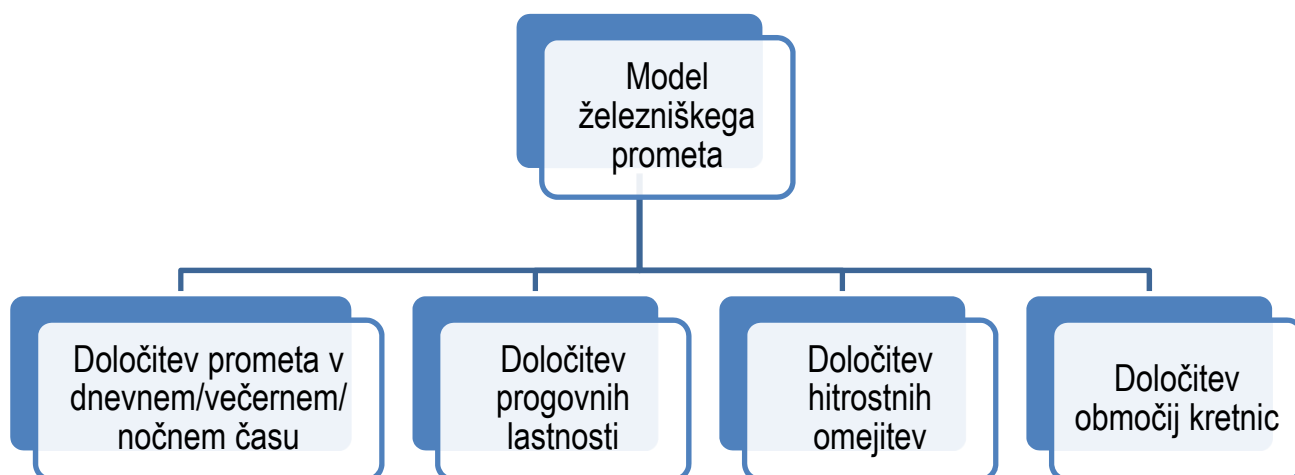 Model
železniškega
prometa
Določitev prometa v
dnevnem/večernem/
nočnem času
Določitev
progovnih
lastnosti
Določitev
hitrostnih
omejitev
Določitev
območij kretnic